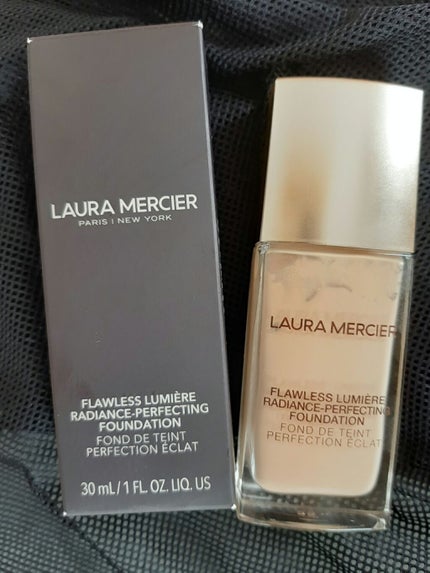 LAURA MERCIER
PARIS | NEW YORK
FLAWLESS LUMIÈRE
RADIANCE-PERFECTING
FOUNDATION
FOND DE TEINT
PERFECTION ÉCLAT
30 mL/1 FL. OZ. LIQ. US
LAURA MERCIER
FLAWLESS LUMIÈRE
RADIANCE-PERFECTING
FOUNDATION
FOND DE TEINT
PERFECTION ÉCLAT